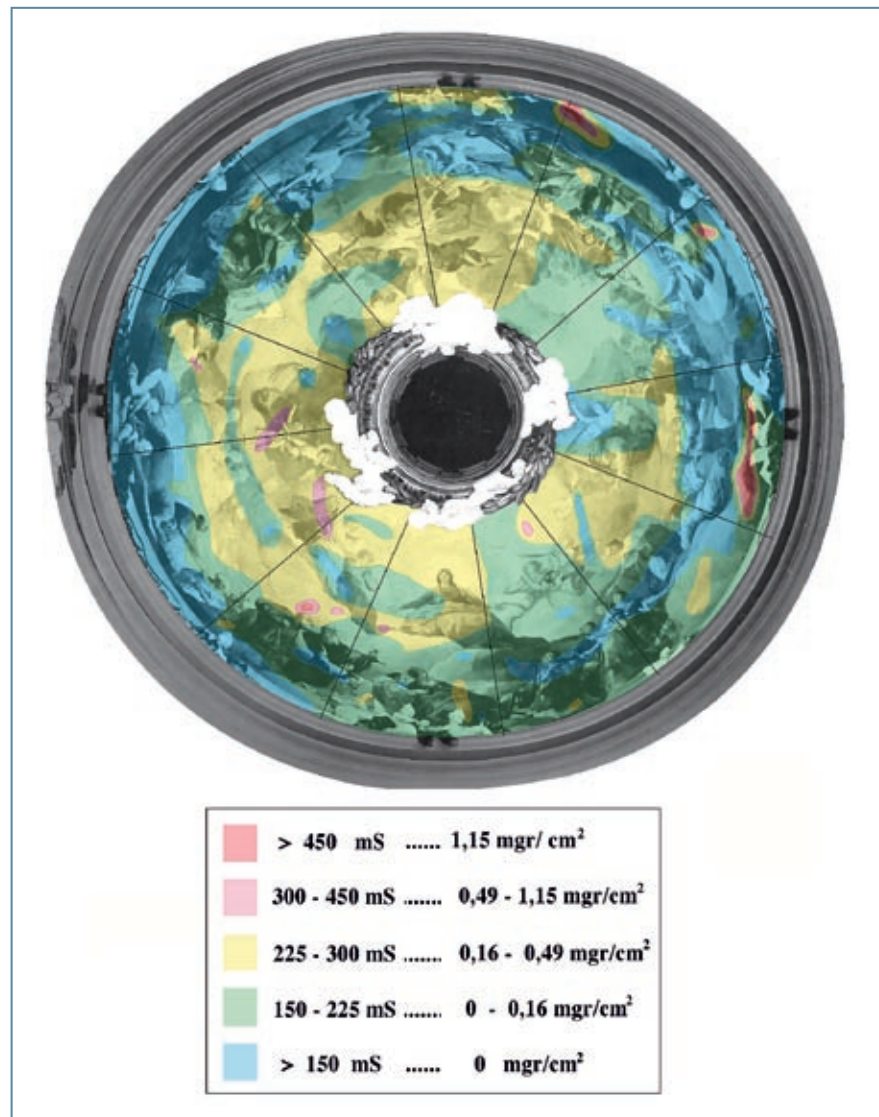 > 450 mS ...... 1,15 mgr/ cm²
300 - 450 mS ....... 0,49 - 1,15 mgr/cm²
225 - 300 mS ....... 0,16 - 0,49 mgr/cm²
150 - 225 mS ....... 0 - 0,16 mgr/cm²
> 150 mS ...... 0 mgr/cm²